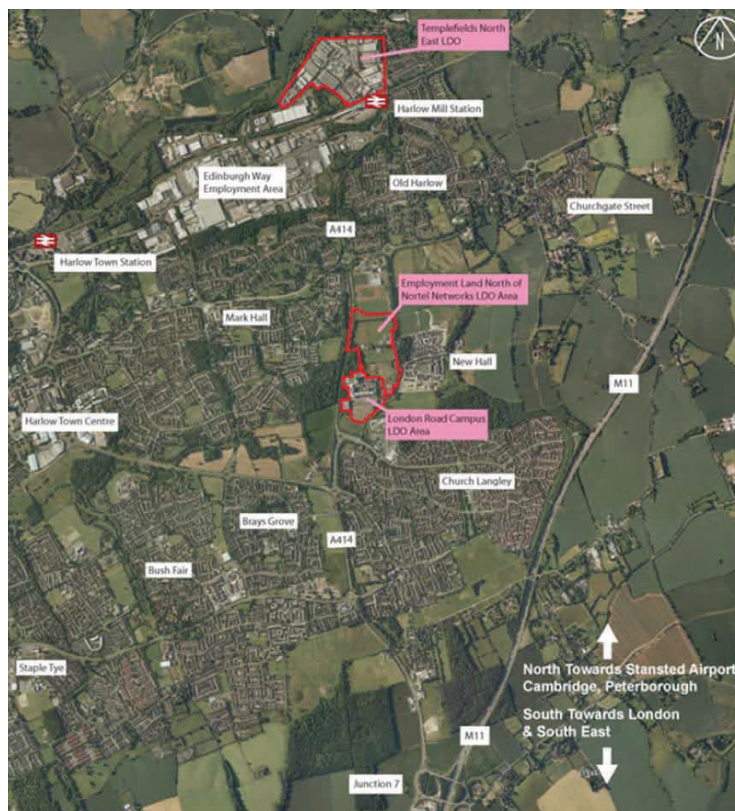 Templefields North
East LDO
N
Harlow Mill Station
Edinburgh Way
Employment Area
Old Harlow
Churchgate Street
A414
Harlow Town Station
Employment Land North of
Nortel Networks LDO Area
Mark Hall
New Hall
M11
Harlow Town Centre
London Road Campus
LDO Area
Church Langley
Brays Grove
A414
Bush Fair
Staple Tye
North Towards Stansted Airport
Cambridge, Peterborough
South Towards London
& South East
M11
Junction 7